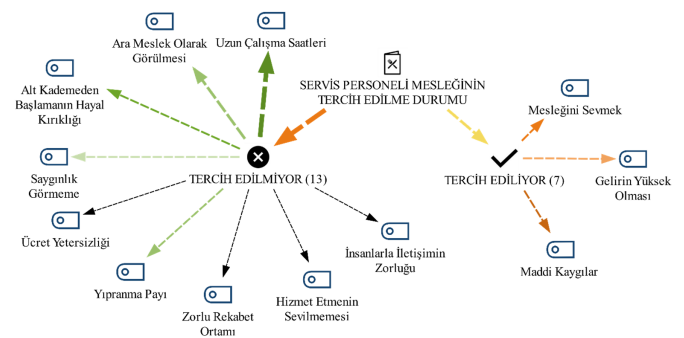 Ara Meslek Olarak
Görülmesi
Uzun Çalışma Saatleri
Alt Kademeden
Başlamanın Hayal
Kırıklığı
SERVİS PERSONELİ MESLEĞİNİN
TERCİH EDİLME DURUMU
Mesleğini Sevmek
Saygınlık
Görmeme
TERCİH EDİLMİYOR (13)
TERCİH EDİLİYOR (7)
Gelirin Yüksek
Olması
Ücret Yetersizliği
İnsanlarla İletişimin
Zorluğu
Yıpranma Payı
Zorlu Rekabet
Ortamı
Hizmet Etmenin
Sevilmemesi
Maddi Kaygılar